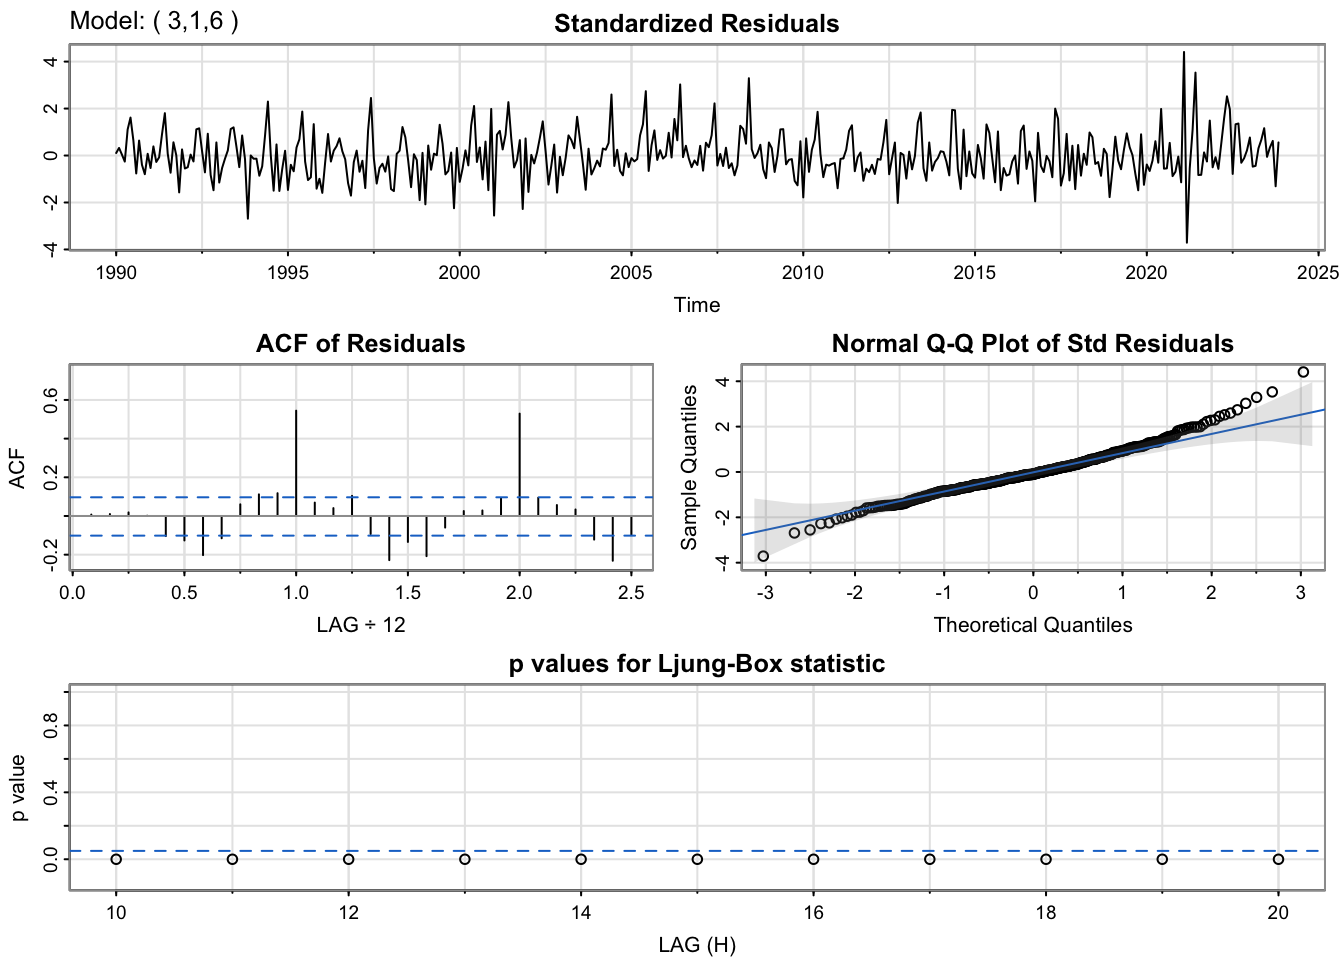 Model: ( 3,1,6 )
Standardized Residuals
4
2
0
-2
-4
1990 1995 2000 2005 2010 2015 2020 2025
Time
ACF of Residuals
ACF
0.6
0.2
-0.2
0.0 0.5 1.0 1.5 2.0 2.5
LAG ÷ 12
Normal Q-Q Plot of Std Residuals
Sample Quantiles
4
2
0
-2
-4
-3 -2 -1 0 1 2 3
Theoretical Quantiles
p values for Ljung-Box statistic
p value
0.8
0.4
0.0
10 12 14 16 18 20
LAG (H)